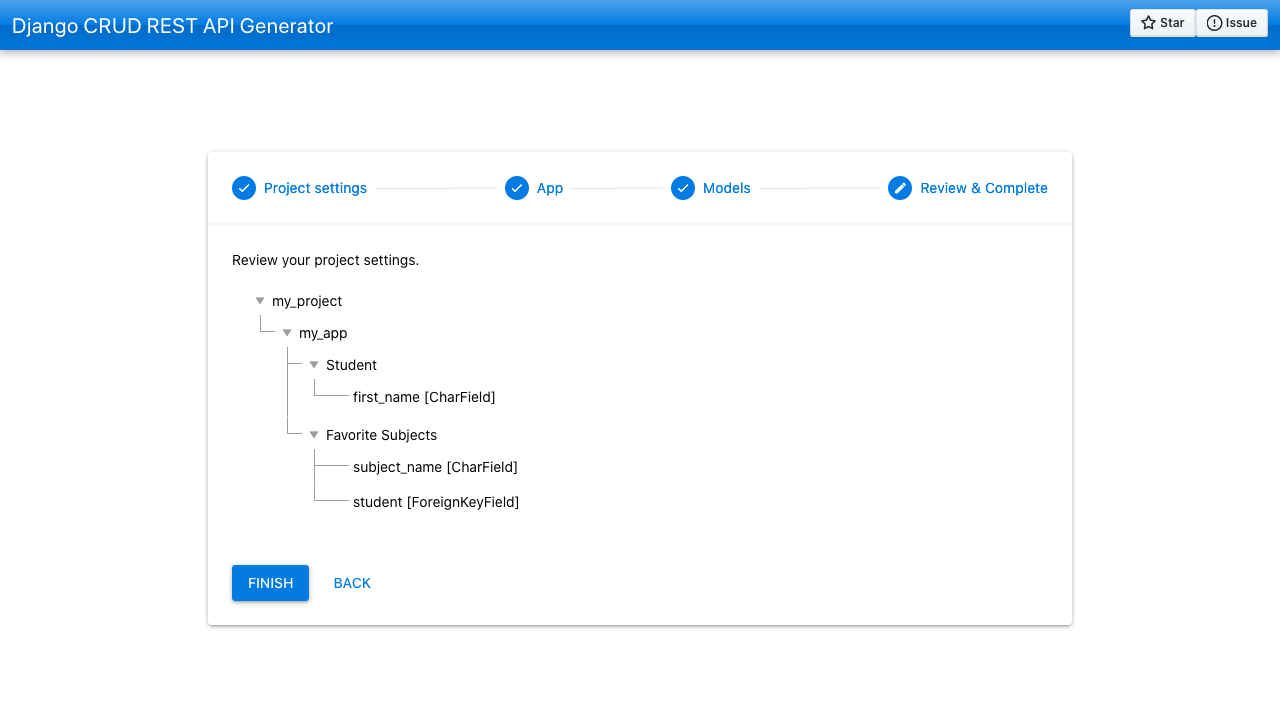 Django CRUD REST API Generator
Star
Issue
Project settings
App
Models
Review & Complete
Review your project settings.
my_project
my_app
Student
first_name [CharField]
Favorite Subjects
subject_name [CharField]
student [ForeignKeyField]
FINISH
BACK